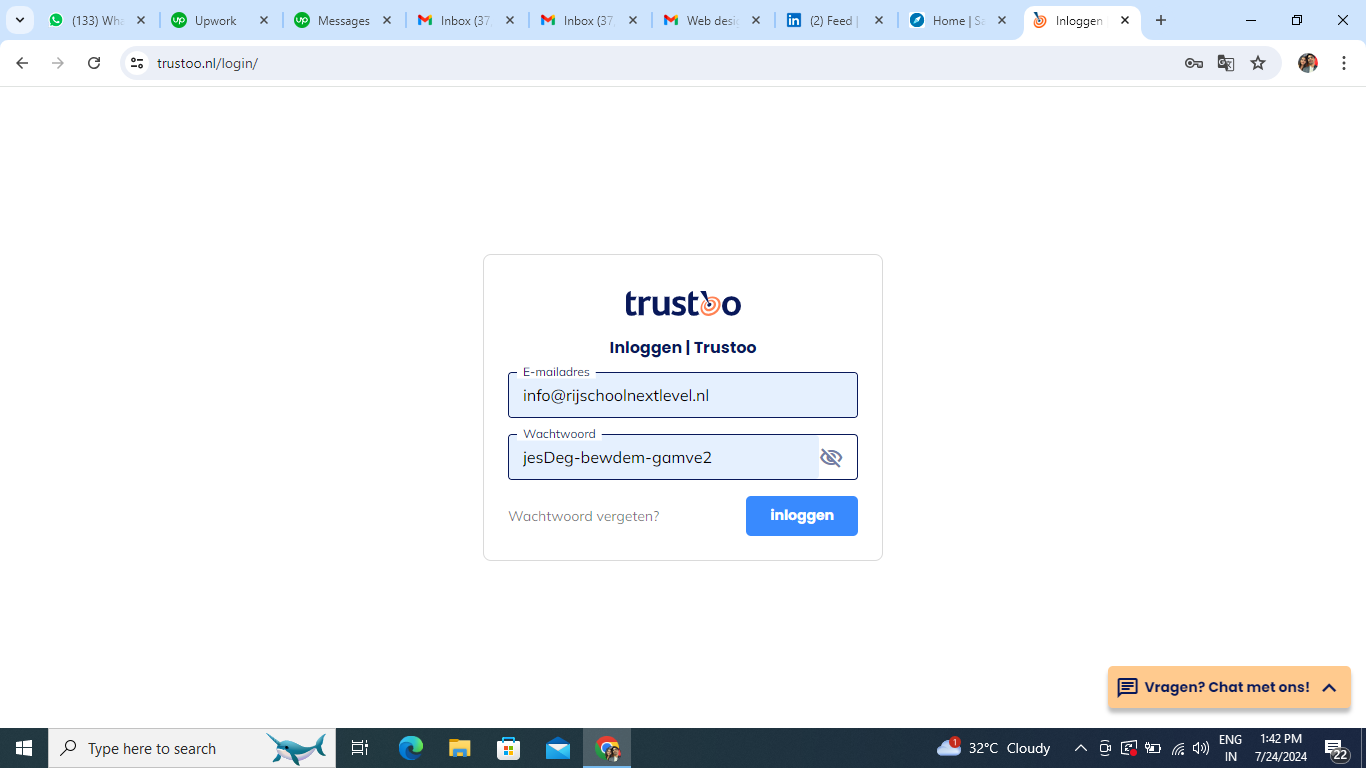 (133) Wha
Upwork
Messages
Inbox (37,
Inbox (37,
Web desi
(2) Feed |
Home | Se
Inloggen |
trustoo.nl/login/
trustoo
Inloggen | Trustoo
E-mailadres
info@rijschoolnextlevel.nl
Wachtwoord
jesDeg-bewdem-gamve2
Wachtwoord vergeten?
inloggen
Vragen? Chat met ons!
Type here to search
1
32°C Cloudy
ENG
IN
1:42 PM
7/24/2024
22